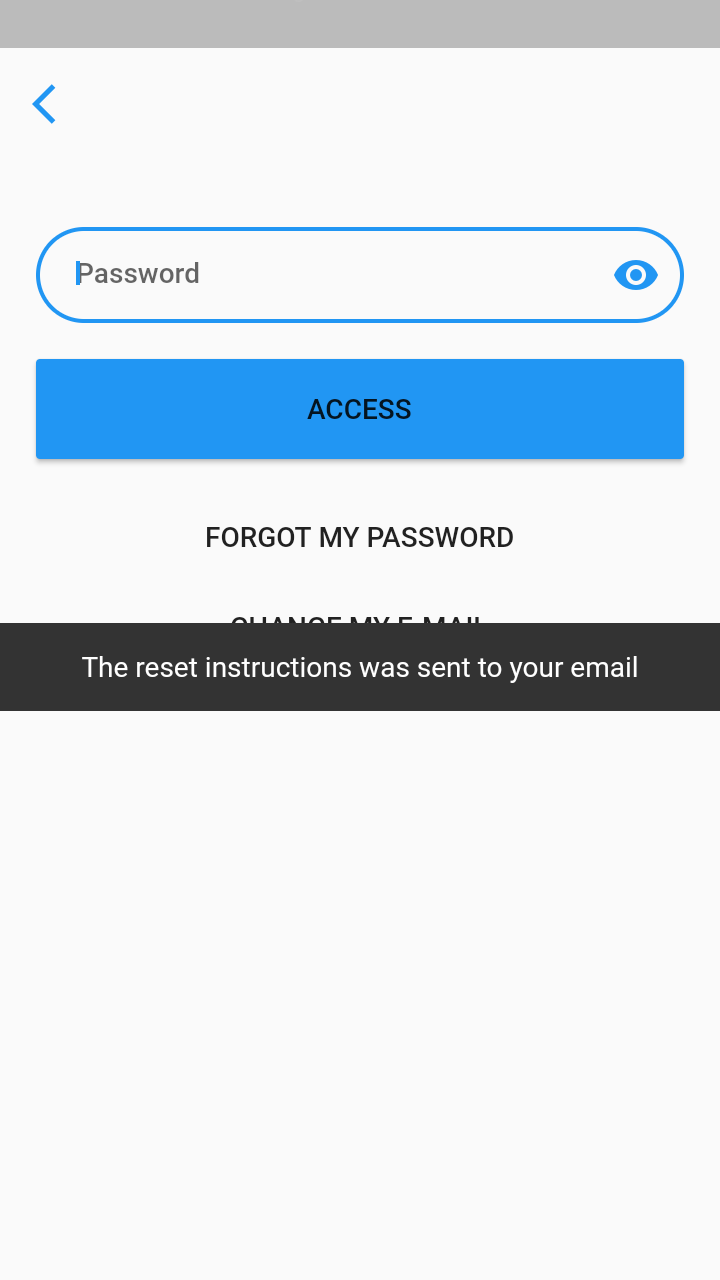 Password
ACCESS
FORGOT MY PASSWORD
CHANGE MY E-MAIL
The reset instructions was sent to your email